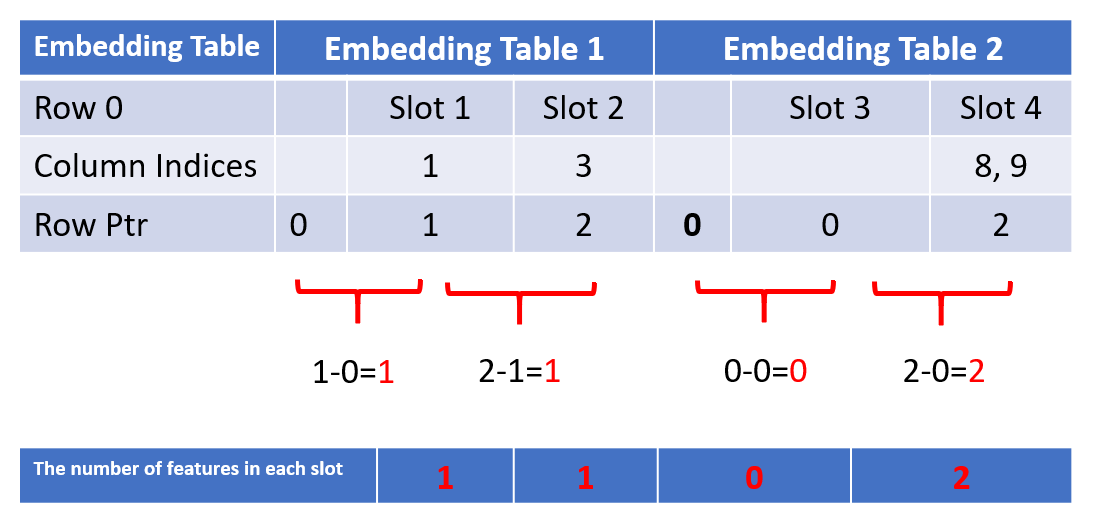 Embedding Table Embedding Table 1 Embedding Table 2
Row 0 Slot 1 Slot 2 Slot 3 Slot 4
Column Indices 1 3 8, 9
Row Ptr 0 1 2 0 0 2
1-0=1 2-1=1 0-0=0 2-0=2
The number of features in each slot 1 1 0 2